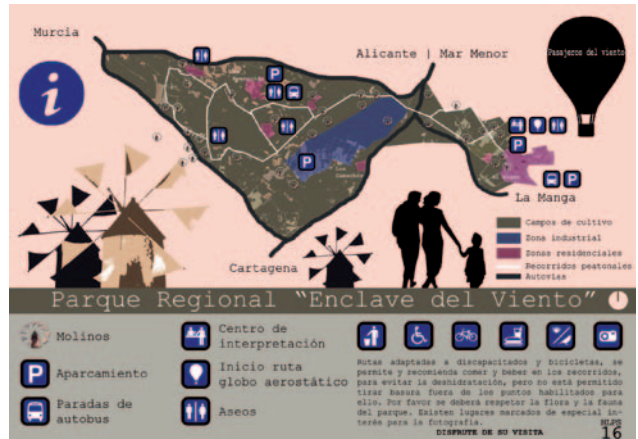 Murcia
Alicante | Mar Menor
Pasajeros del viento
i
P
P
P
P
La Manga
Cartagena
Campos de cultivo
Zona industrial
Zonas residenciales
Recorridos peatonales
Autovías
Parque Regional "Enclave del Viento"
Molinos
P Aparcamiento
Paradas de
autobus
Centro de
interpretación
Inicio ruta
globo aerostático
Aseos
Rutas adaptadas a discapacitados y bicicletas, se
permite y recomienda comer y beber en los recorridos,
para evitar la deshidratación, pero no está permitido
tirar basura fuera de los puntos habilitados para
ello. Por favor se deberá respetar la flora y la fauna
del parque. Existen lugares marcados de especial in-
terés para la fotografía.
DISFRUTE DE SU VISITA
MLPS
16